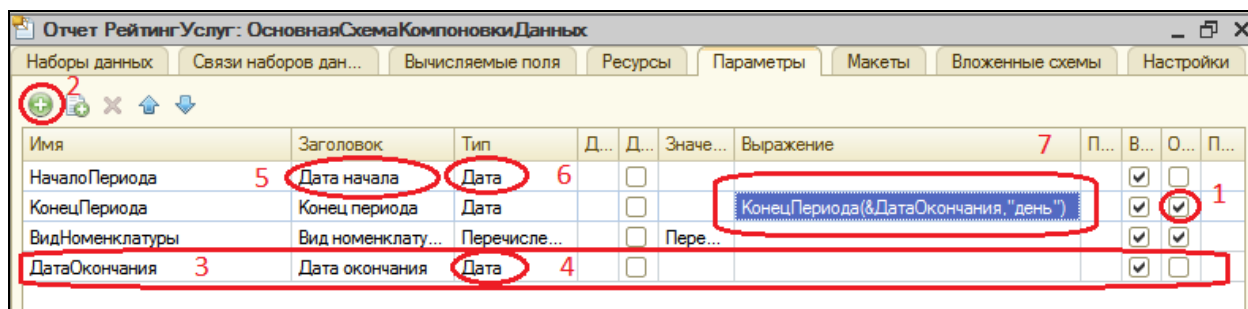 Отчет РейтингУслуг: ОсновнаяСхемаКомпоновкиДанных
Наборы данных Связи наборов дан... Вычисляемые поля Ресурсы Параметры Макеты Вложенные схемы Настройки
2
Имя Заголовок Тип Д... Д... Значе... Выражение 7 П... В... О... П...
НачалоПериода 5 Дата начала Дата 6
КонецПериода Конец периода Дата КонецПериода(&ДатаОкончания,"день") 1
ВидНоменклатуры Вид номенклату... Перечисле... Пере...
ДатаОкончания 3 Дата окончания Дата 4